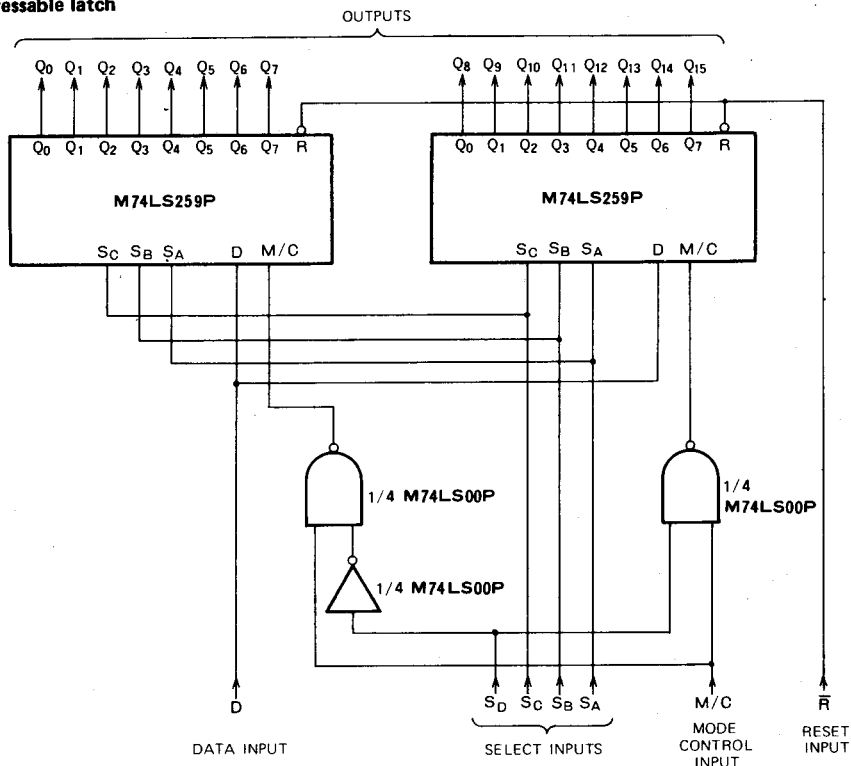 essable latch
OUTPUTS
Q0 Q1 Q2 Q3 Q4 Q5 Q6 Q7
Q8 Q9 Q10 Q11 Q12 Q13 Q14 Q15
Q0 Q1 Q2 Q3 Q4 Q5 Q6 Q7 R
Q0 Q1 Q2 Q3 Q4 Q5 Q6 Q7 R
M74LS259P
M74LS259P
SC SB SA D M/C
SC SB SA D M/C
1/4 M74LS00P
1/4
M74LS00P
1/4 M74LS00P
D
SD SC SB SA
M/C
R̅
DATA INPUT
SELECT INPUTS
MODE
CONTROL
INPUT
RESET
INPUT